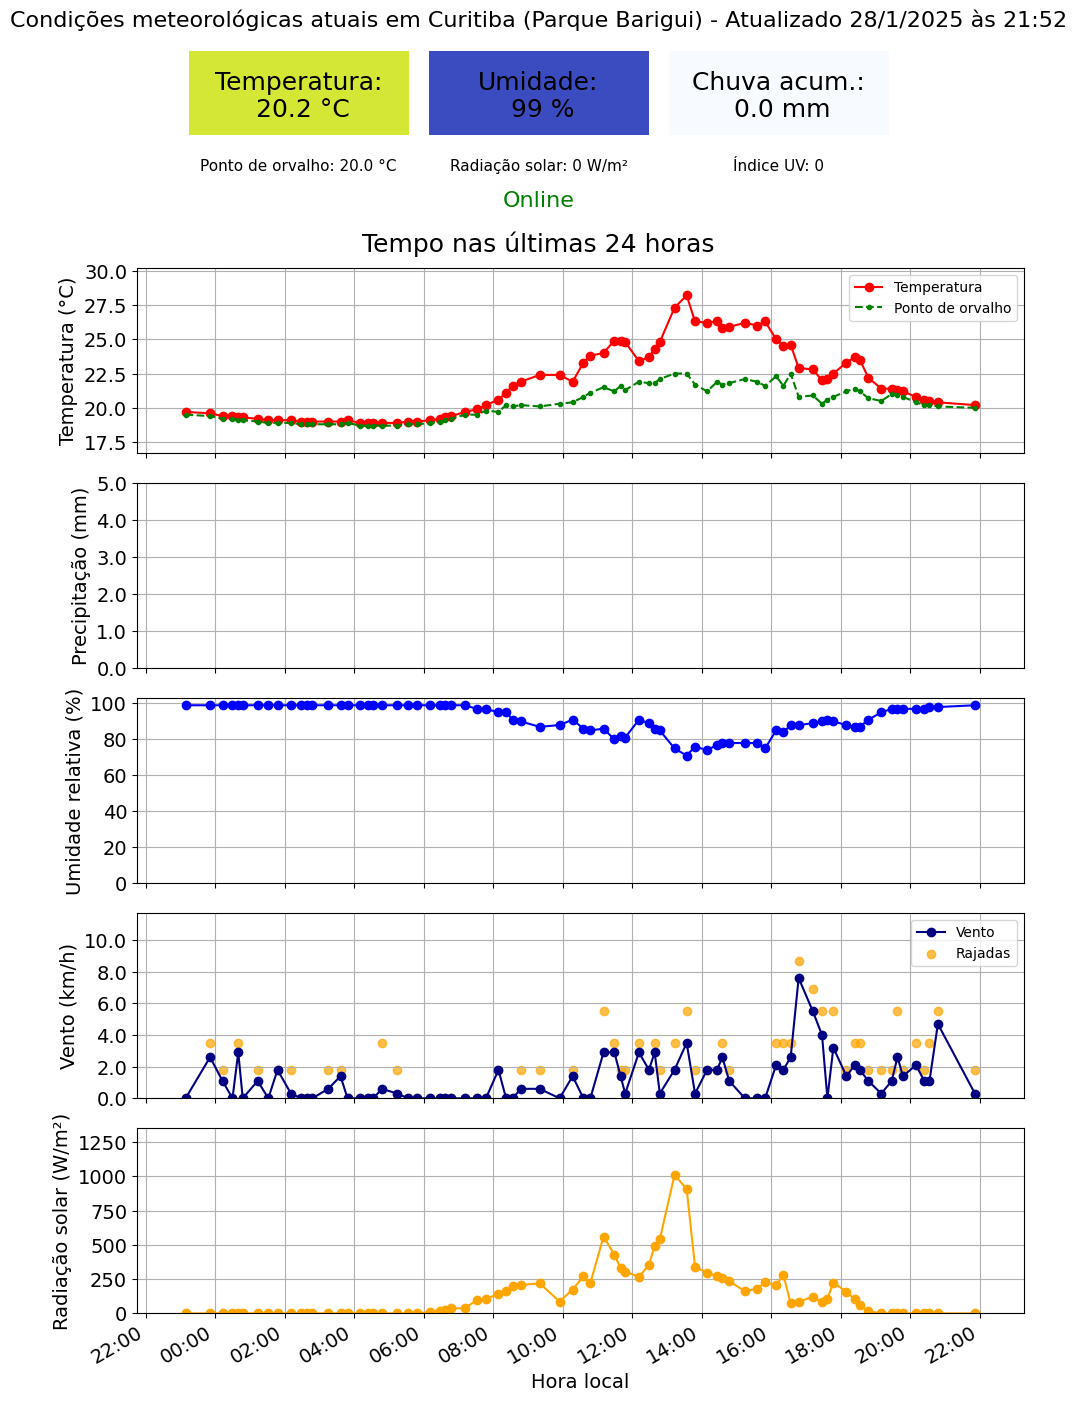 Condições meteorológicas atuais em Curitiba (Parque Barigui) - Atualizado 28/1/2025 às 21:52
Temperatura:
20.2 °C
Umidade:
99 %
Chuva acum.:
0.0 mm
Ponto de orvalho: 20.0 °C
Radiação solar: 0 W/m²
Índice UV: 0
Online
Tempo nas últimas 24 horas
Temperatura (°C)
30.0
27.5
25.0
22.5
20.0
17.5
Temperatura
Ponto de orvalho
Precipitação (mm)
5.0
4.0
3.0
2.0
1.0
0.0
Umidade relativa (%)
100
80
60
40
20
0
Vento (km/h)
10.0
8.0
6.0
4.0
2.0
0.0
Vento
Rajadas
Radiação solar (W/m²)
1250
1000
750
500
250
0
22:00
00:00
02:00
04:00
06:00
08:00
10:00
12:00
14:00
16:00
18:00
20:00
22:00
Hora local